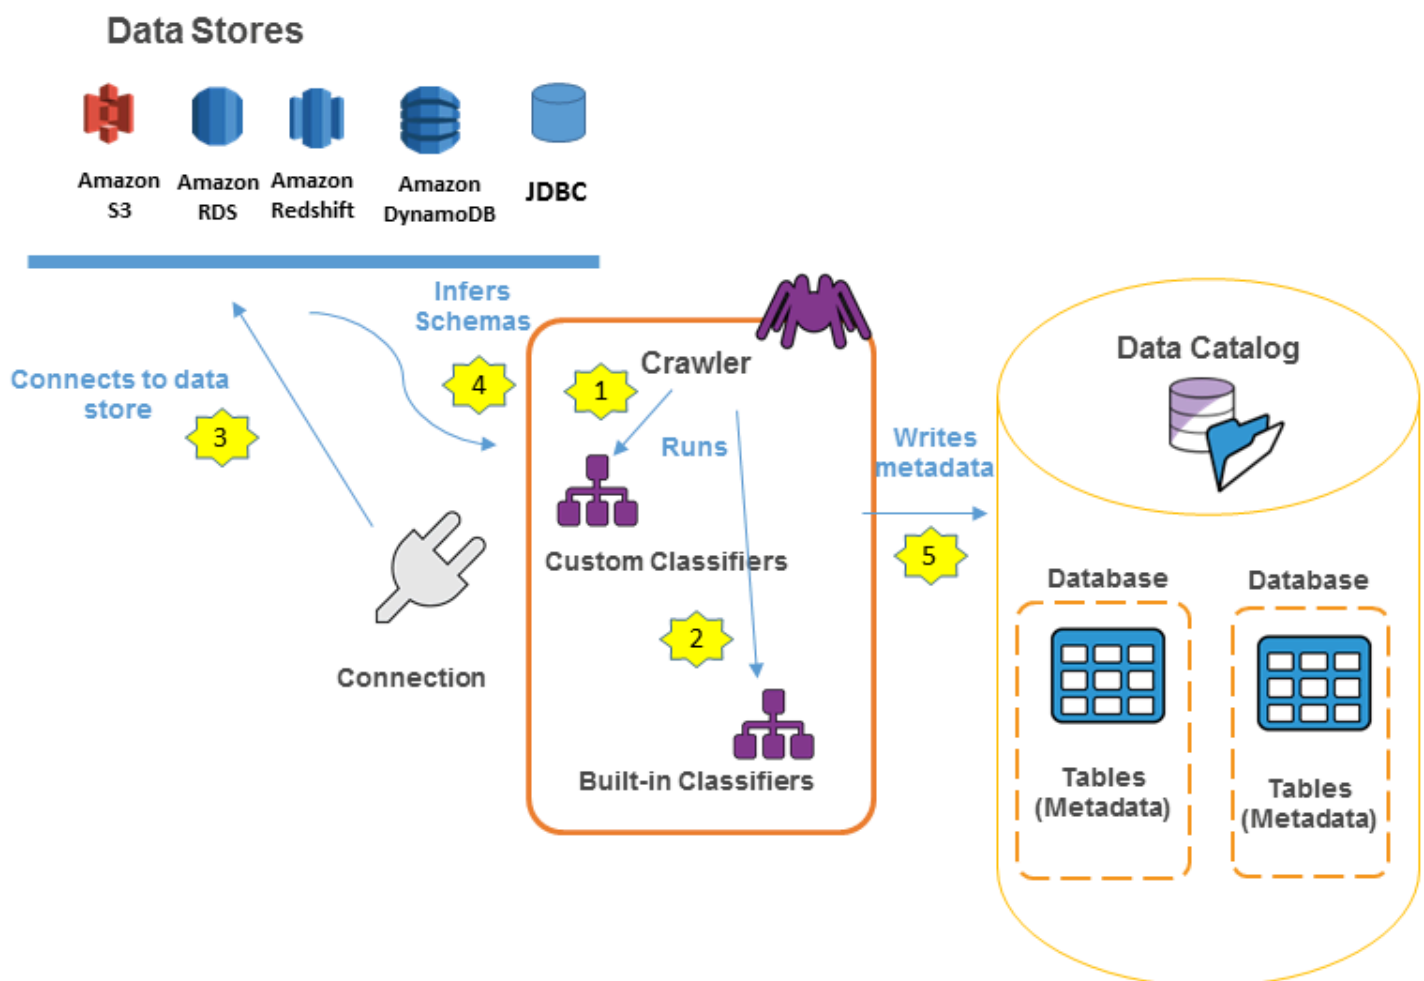 Data Stores
Amazon
S3
Amazon
RDS
Amazon
Redshift
Amazon
DynamoDB
JDBC
Infers
Schemas
4
Connects to data
store
3
Connection
Crawler
1
Runs
Custom Classifiers
2
Built-in Classifiers
Writes
metadata
5
Data Catalog
Database
Tables
(Metadata)
Database
Tables
(Metadata)